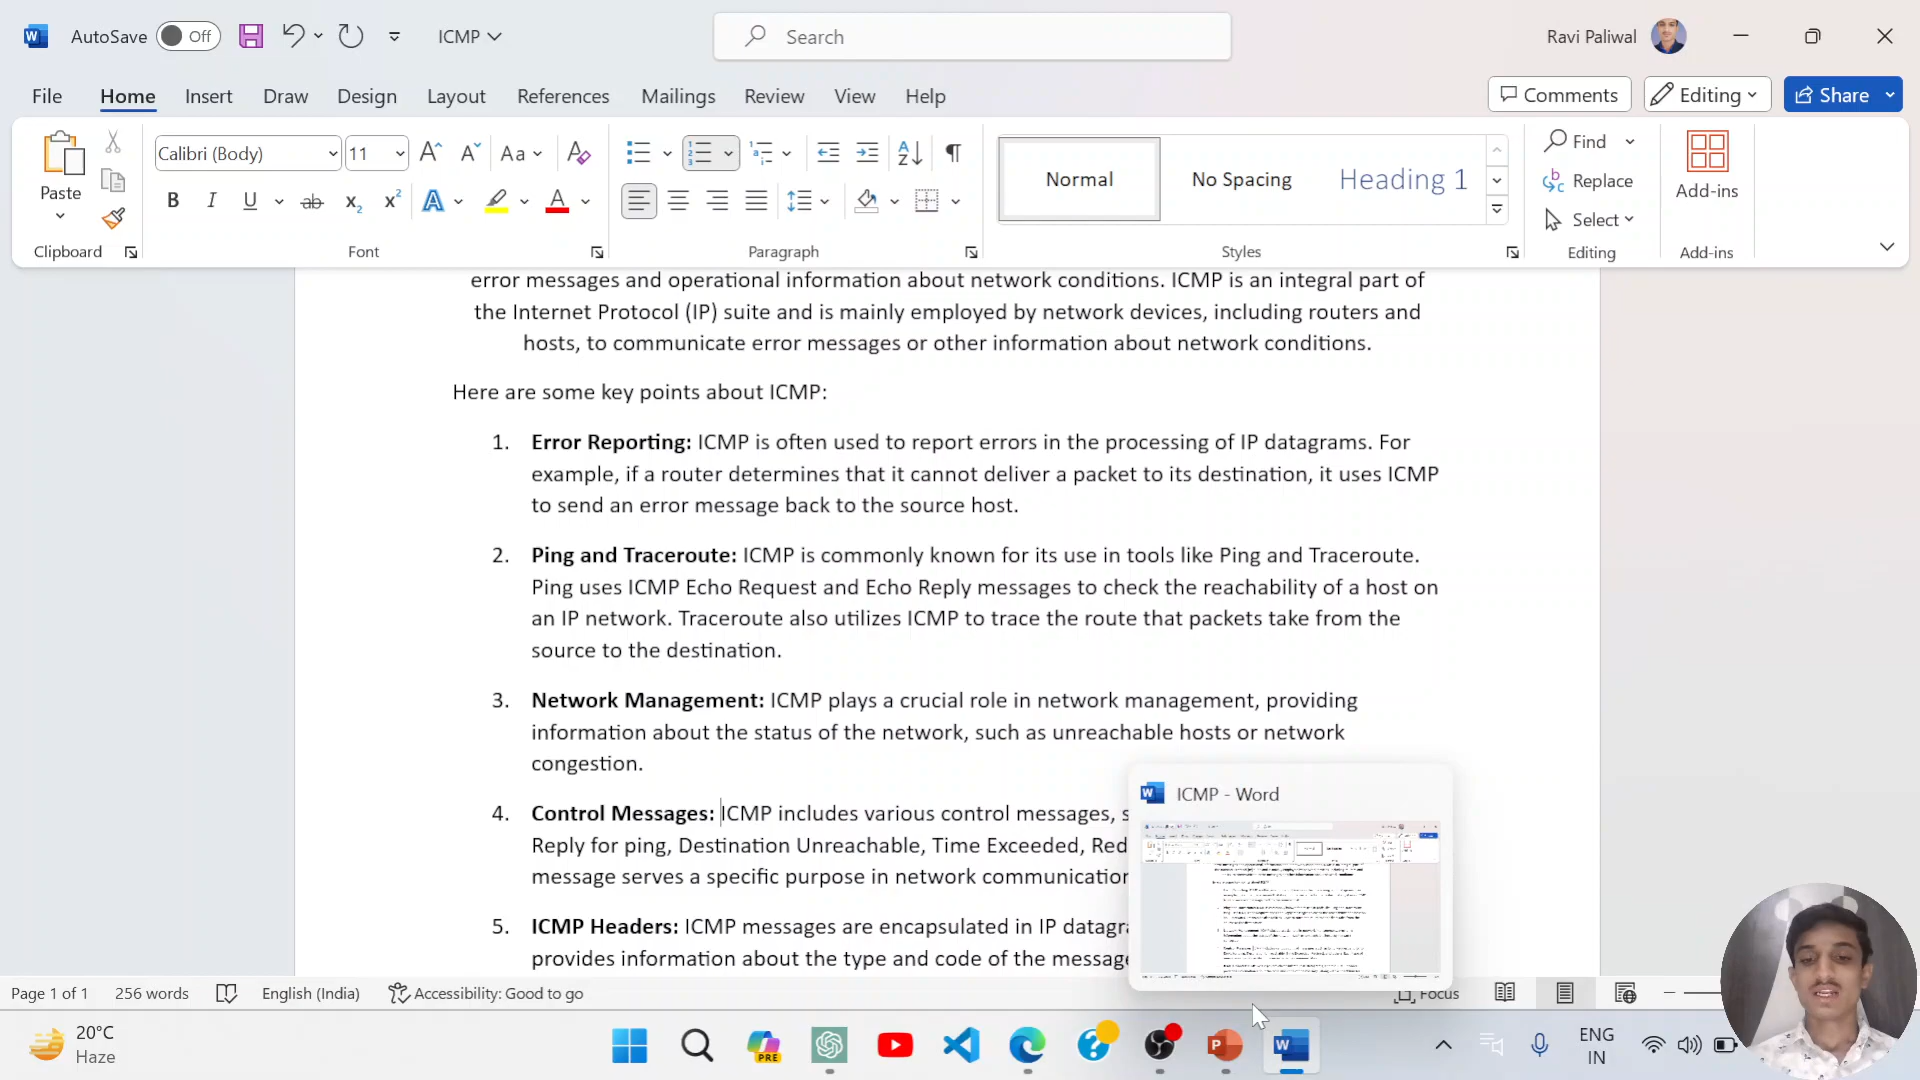 AutoSave Off ICMP Search Ravi Paliwal
File Home Insert Draw Design Layout References Mailings Review View Help Comments Editing Share
Paste Calibri (Body) 11 Aa Normal No Spacing Heading 1 Find Replace Select Add-ins
Clipboard Font Paragraph Styles Editing Add-ins
error messages and operational information about network conditions. ICMP is an integral part of
the Internet Protocol (IP) suite and is mainly employed by network devices, including routers and
hosts, to communicate error messages or other information about network conditions.
Here are some key points about ICMP:
1. Error Reporting: ICMP is often used to report errors in the processing of IP datagrams. For
example, if a router determines that it cannot deliver a packet to its destination, it uses ICMP
to send an error message back to the source host.
2. Ping and Traceroute: ICMP is commonly known for its use in tools like Ping and Traceroute.
Ping uses ICMP Echo Request and Echo Reply messages to check the reachability of a host on
an IP network. Traceroute also utilizes ICMP to trace the route that packets take from the
source to the destination.
3. Network Management: ICMP plays a crucial role in network management, providing
information about the status of the network, such as unreachable hosts or network
congestion.
4. Control Messages: ICMP includes various control messages, s
Reply for ping, Destination Unreachable, Time Exceeded, Red
message serves a specific purpose in network communication
5. ICMP Headers: ICMP messages are encapsulated in IP datagra
provides information about the type and code of the message
ICMP - Word
Page 1 of 1 256 words English (India) Accessibility: Good to go Focus
20°C
Haze
PRE
ENG
IN